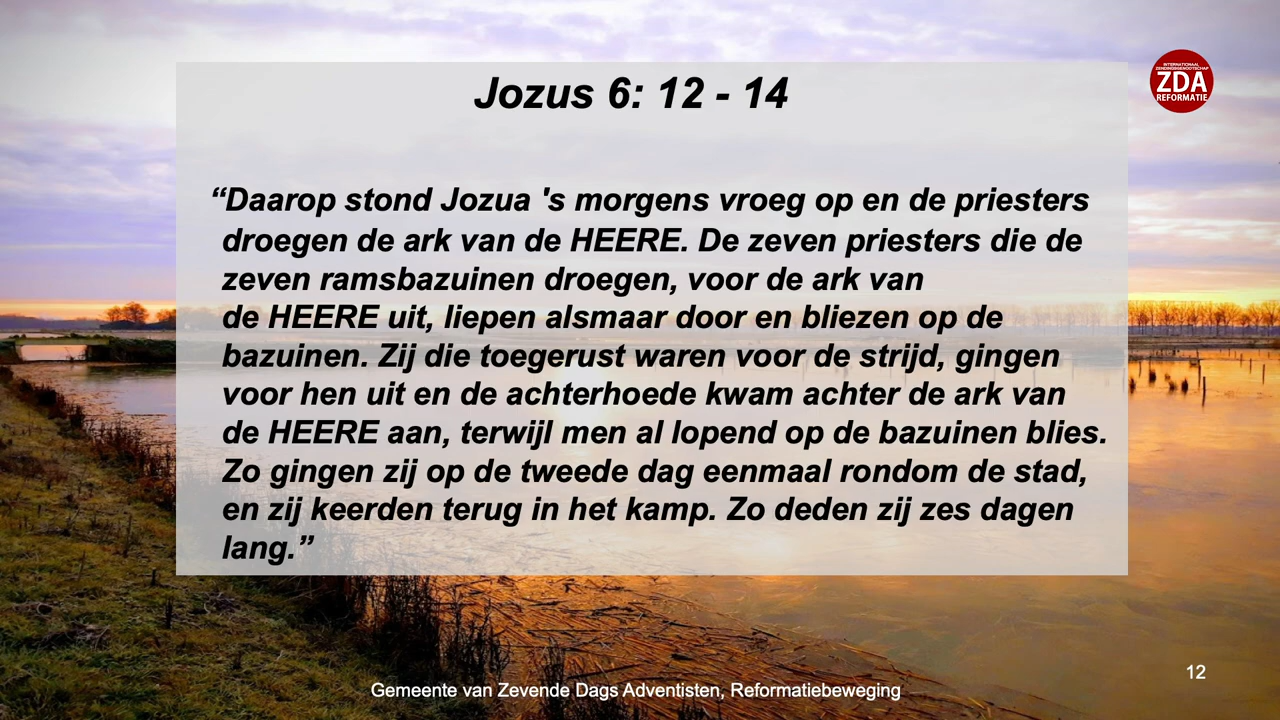 Jozus 6: 12 - 14
INTERNATIONAAL
ZENDINGSGENOOTSCHAP
ZDA
REFORMATIE
“Daarop stond Jozua 's morgens vroeg op en de priesters
droegen de ark van de HEERE. De zeven priesters die de
zeven ramsbazuinen droegen, voor de ark van
de HEERE uit, liepen alsmaar door en bliezen op de
bazuinen. Zij die toegerust waren voor de strijd, gingen
voor hen uit en de achterhoede kwam achter de ark van
de HEERE aan, terwijl men al lopend op de bazuinen blies.
Zo gingen zij op de tweede dag eenmaal rondom de stad,
en zij keerden terug in het kamp. Zo deden zij zes dagen
lang.”
12
Gemeente van Zevende Dags Adventisten, Reformatiebeweging